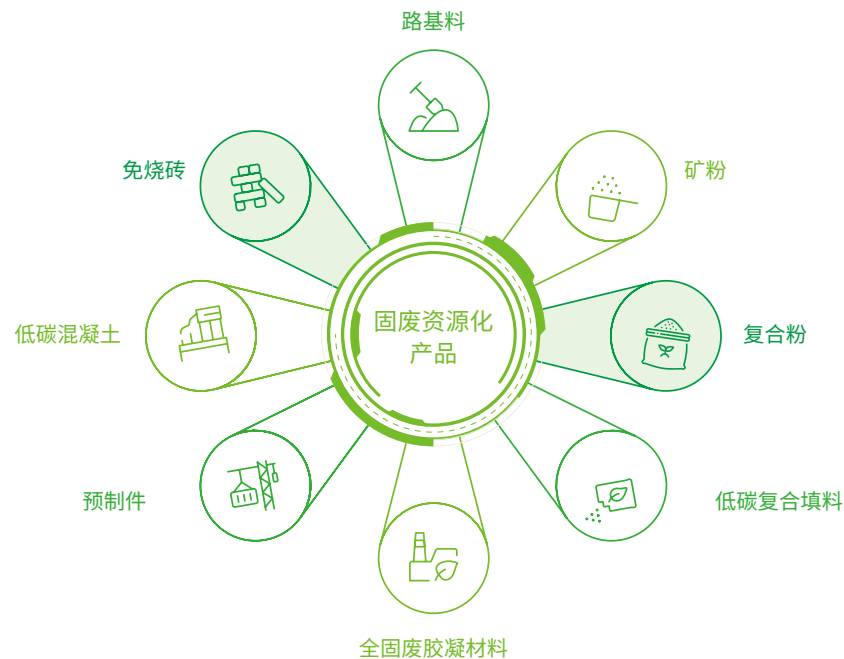 路基料
免烧砖
矿粉
固废资源化
产品
低碳混凝土
复合粉
预制件
低碳复合填料
全固废胶凝材料